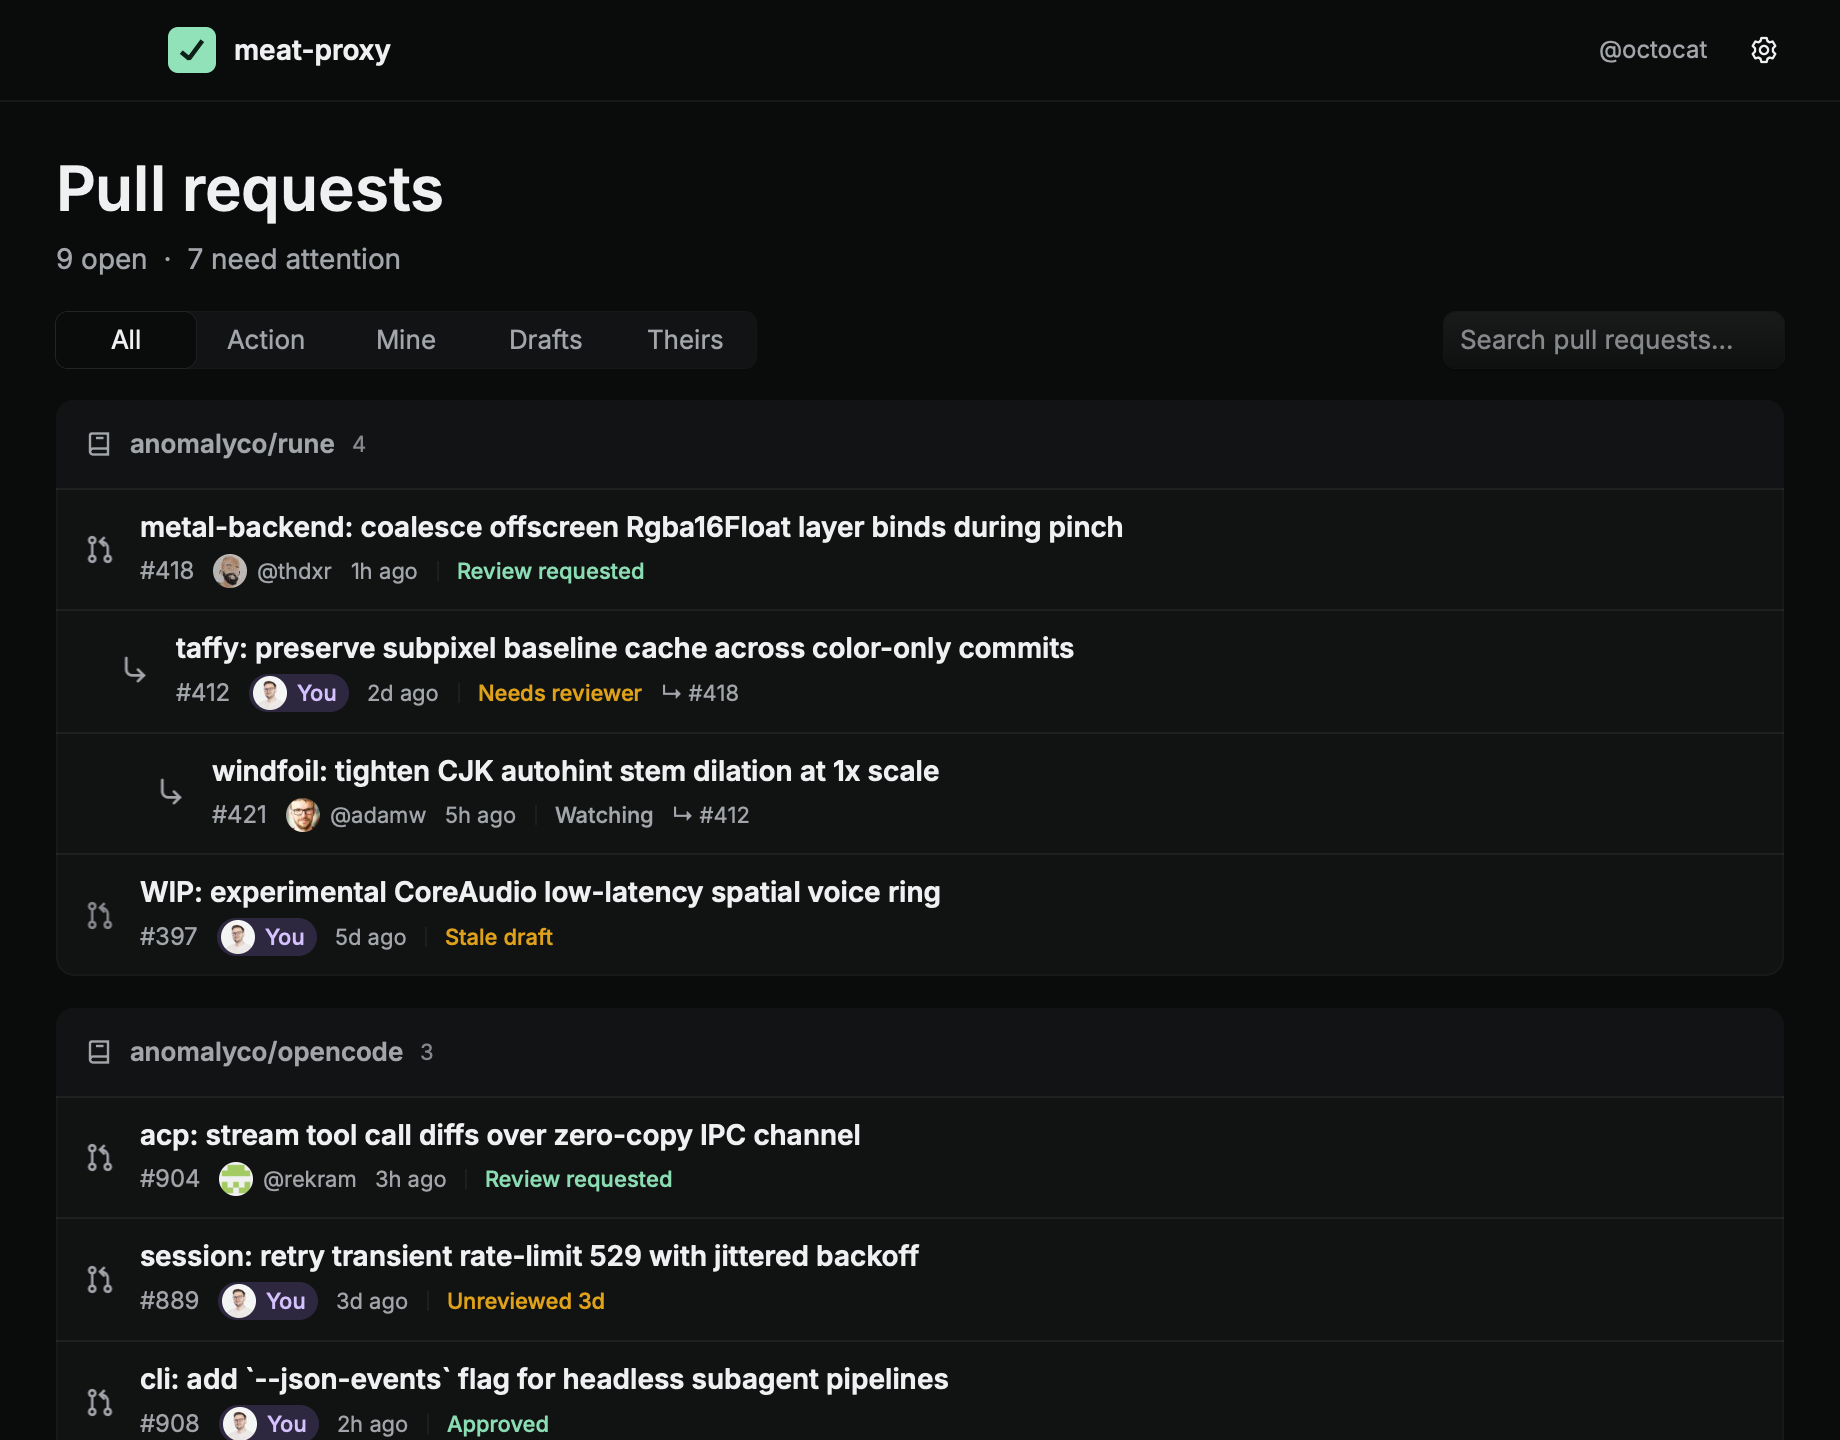 meat-proxy
@octocat
Pull requests
9 open · 7 need attention
All Action Mine Drafts Theirs
Search pull requests...
anomalyco/rune 4
metal-backend: coalesce offscreen Rgba16Float layer binds during pinch
#418 @thdxr 1h ago Review requested
taffy: preserve subpixel baseline cache across color-only commits
#412 You 2d ago Needs reviewer ↪ #418
windfoil: tighten CJK autohint stem dilation at 1x scale
#421 @adamw 5h ago Watching ↪ #412
WIP: experimental CoreAudio low-latency spatial voice ring
#397 You 5d ago Stale draft
anomalyco/opencode 3
acp: stream tool call diffs over zero-copy IPC channel
#904 @rekram 3h ago Review requested
session: retry transient rate-limit 529 with jittered backoff
#889 You 3d ago Unreviewed 3d
cli: add `--json-events` flag for headless subagent pipelines
#908 You 2h ago Approved